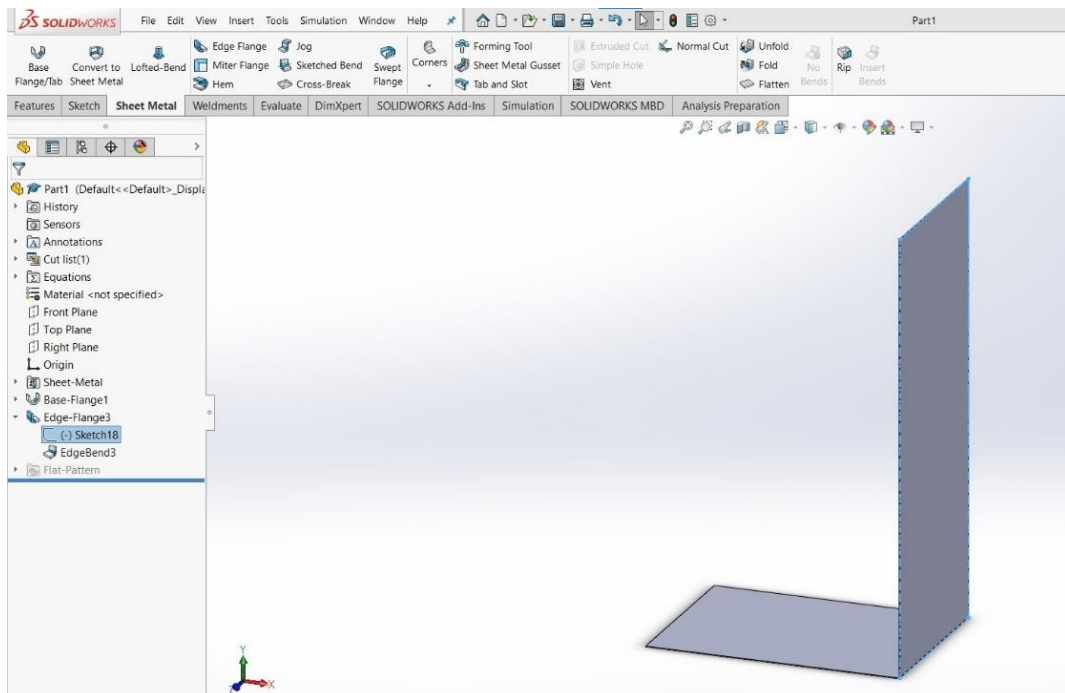 SOLIDWORKS File Edit View Insert Tools Simulation Window Help Part1
Edge Flange Jog Forming Tool Extruded Cut Normal Cut Unfold
Base Flange/Tab Convert to Sheet Metal Lofted-Bend Miter Flange Sketched Bend Swept Flange Corners Sheet Metal Gusset Simple Hole Fold No Bends Rip Insert Bends
Hem Cross-Break Tab and Slot Vent Flatten
Features Sketch Sheet Metal Weldments Evaluate DimXpert SOLIDWORKS Add-Ins Simulation SOLIDWORKS MBD Analysis Preparation
Part1 (Default<<Default>_Displa
History
Sensors
Annotations
Cut list(1)
Equations
Material <not specified>
Front Plane
Top Plane
Right Plane
Origin
Sheet-Metal
Base-Flange1
Edge-Flange3
(-) Sketch18
EdgeBend3
Flat-Pattern
Y
Z X